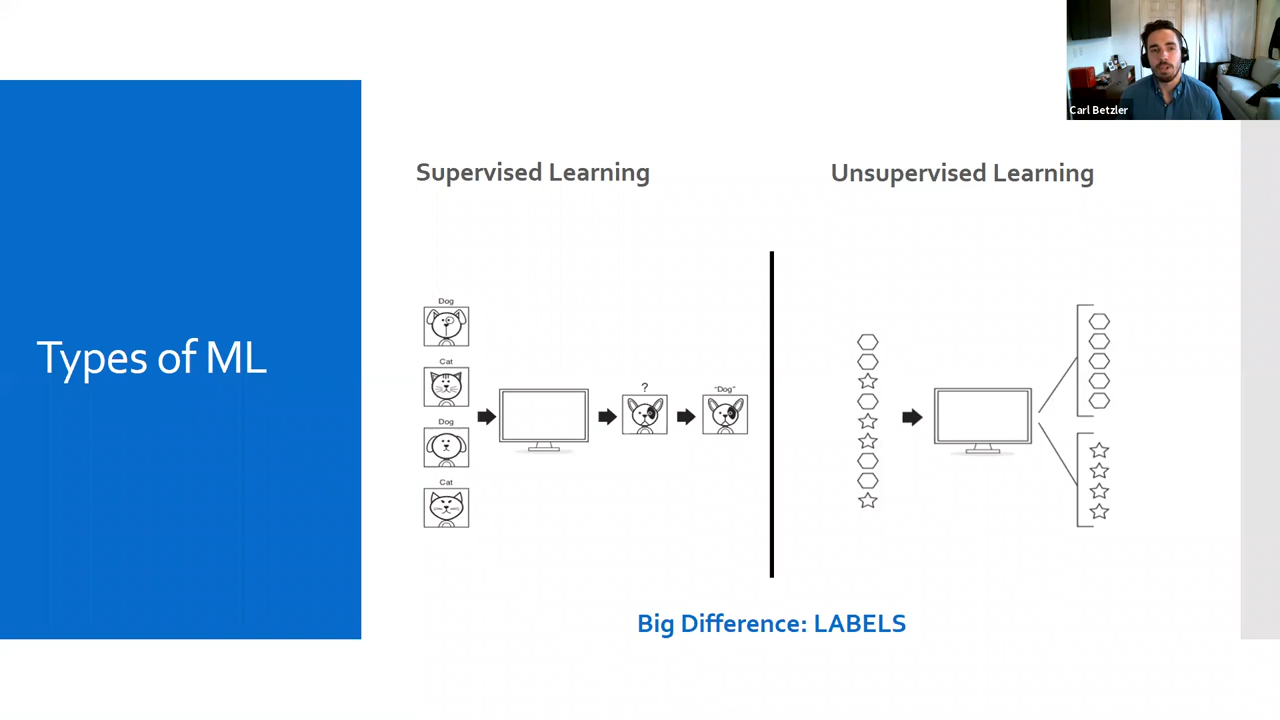 Carl Betzler
Types of ML
Supervised Learning
Dog
Cat
Dog
Cat
?
"Dog"
Unsupervised Learning
Big Difference: LABELS